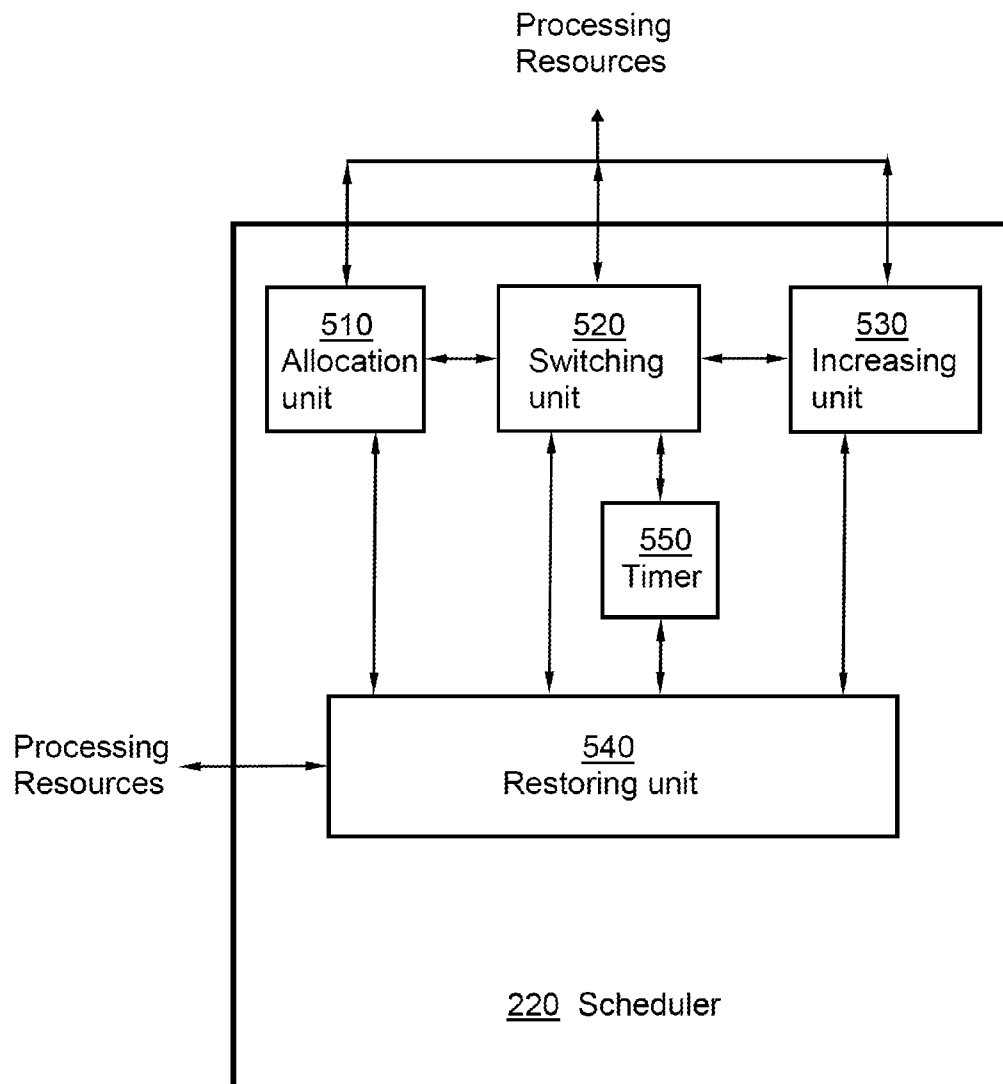 Processing
Resources
510
Allocation
unit
520
Switching
unit
530
Increasing
unit
550
Timer
Processing
Resources
540
Restoring unit
220 Scheduler